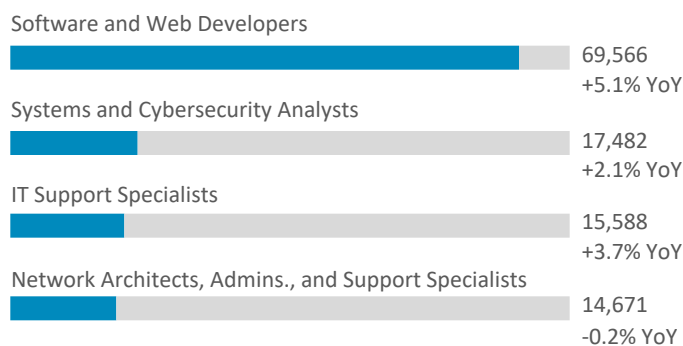 Software and Web Developers
69,566
+5.1% YoY
Systems and Cybersecurity Analysts
17,482
+2.1% YoY
IT Support Specialists
15,588
+3.7% YoY
Network Architects, Admins., and Support Specialists
14,671
-0.2% YoY